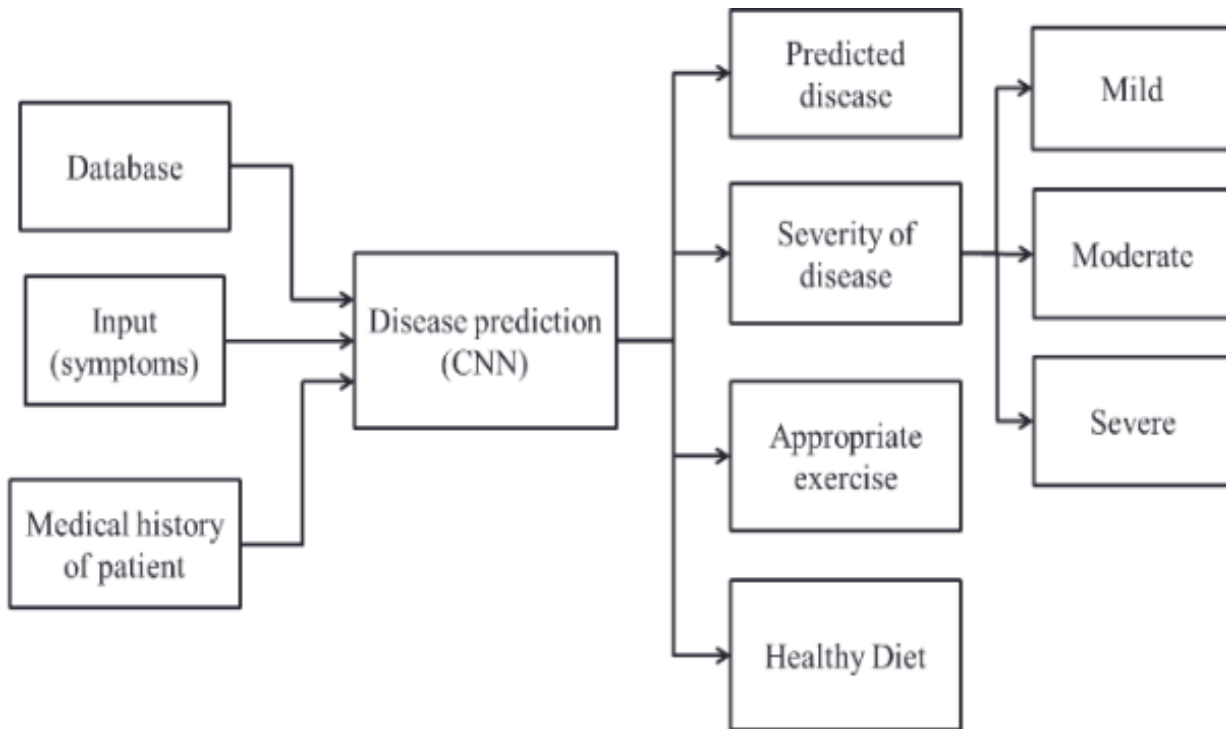 Database
Input
(symptoms)
Medical history
of patient
Disease prediction
(CNN)
Predicted
disease
Severity of
disease
Appropriate
exercise
Healthy Diet
Mild
Moderate
Severe